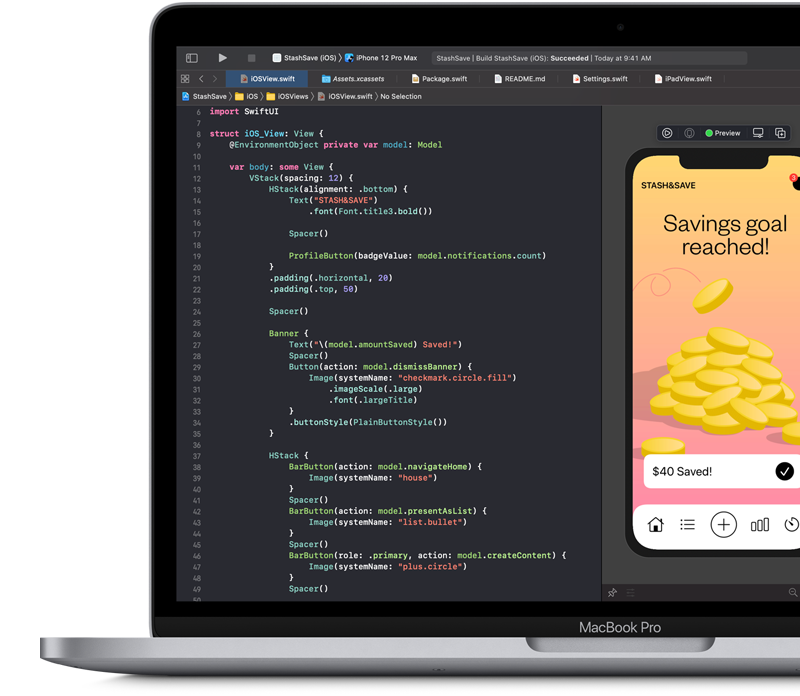 StashSave (iOS) 〉 iPhone 12 Pro Max
StashSave | Build StashSave (iOS): Succeeded | Today at 9:41 AM
iOSView.swift
Assets.xcassets
Package.swift
README.md
Settings.swift
iPadView.swift
StashSave 〉 iOS 〉 iOSViews 〉 iOSView.swift 〉 No Selection
6 import SwiftUI
7
8 struct iOS_View: View {
9 @EnvironmentObject private var model: Model
10
11 var body: some View {
12 VStack(spacing: 12) {
13 HStack(alignment: .bottom) {
14 Text("STASH&SAVE")
15 .font(Font.title3.bold())
16
17 Spacer()
18
19 ProfileButton(badgeValue: model.notifications.count)
20 }
21 .padding(.horizontal, 20)
22 .padding(.top, 50)
23
24 Spacer()
25
26 Banner {
27 Text("\(model.amountSaved) Saved!")
28 Spacer()
29 Button(action: model.dismissBanner) {
30 Image(systemName: "checkmark.circle.fill")
31 .imageScale(.large)
32 .font(.largeTitle)
33 }
34 .buttonStyle(PlainButtonStyle())
35 }
36
37 HStack {
38 BarButton(action: model.navigateHome) {
39 Image(systemName: "house")
40 }
41 Spacer()
42 BarButton(action: model.presentAsList) {
43 Image(systemName: "list.bullet")
44 }
45 Spacer()
46 BarButton(role: .primary, action: model.createContent) {
47 Image(systemName: "plus.circle")
48 }
49 Spacer()
50
Preview
STASH&SAVE
3
Savings goal
reached!
$40 Saved!
MacBook Pro